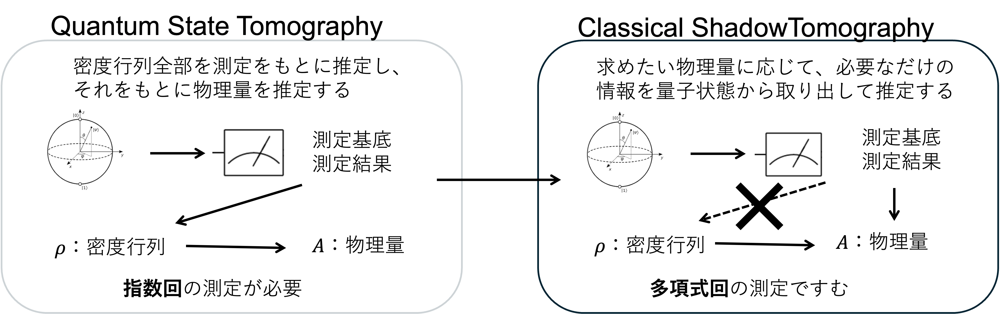 Quantum State Tomography
密度行列全部を測定をもとに推定し、
それをもとに物理量を推定する
|0⟩
z
|ψ⟩
θ
φ
y
x
|1⟩
測定基底
測定結果
ρ：密度行列
A：物理量
指数回の測定が必要
Classical ShadowTomography
求めたい物理量に応じて、必要なだけの
情報を量子状態から取り出して推定する
|0⟩
z
|ψ⟩
θ
φ
y
x
|1⟩
測定基底
測定結果
ρ：密度行列
A：物理量
多項式回の測定ですむ